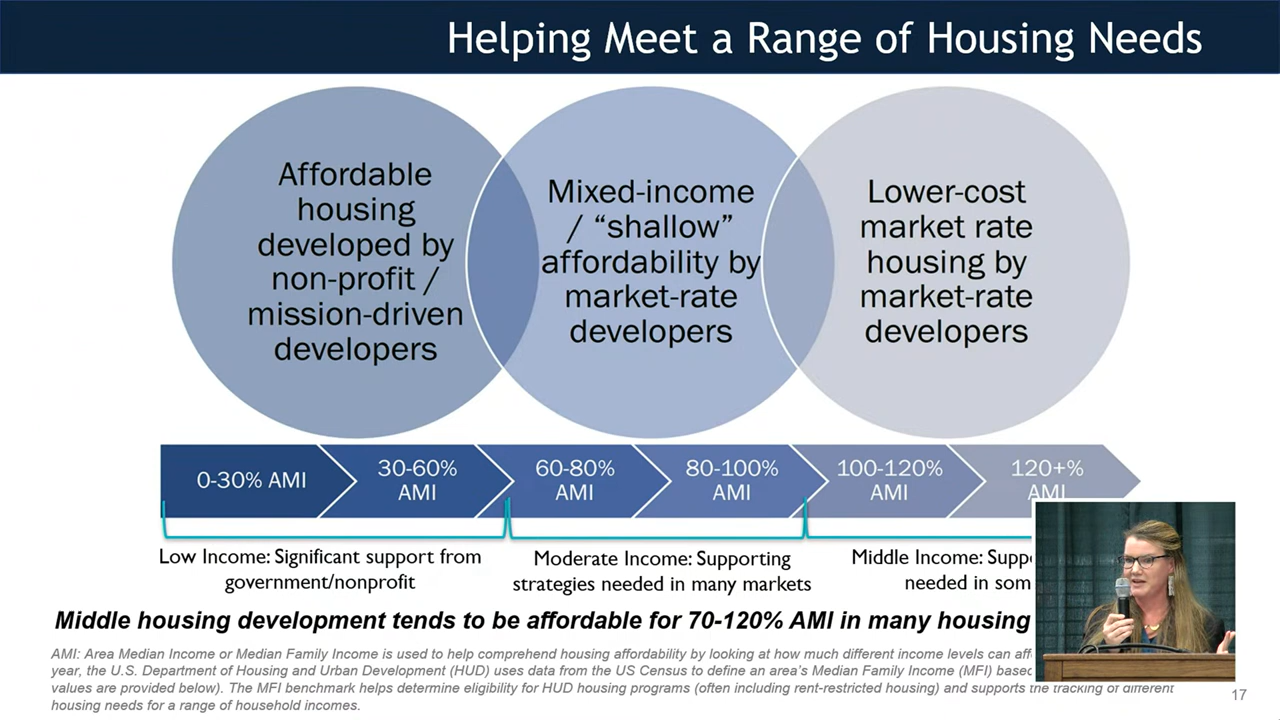 Helping Meet a Range of Housing Needs
Affordable
housing
developed by
non-profit /
mission-driven
developers
Mixed-income
/ “shallow”
affordability by
market-rate
developers
Lower-cost
market rate
housing by
market-rate
developers
0-30% AMI
30-60%
AMI
60-80%
AMI
80-100%
AMI
100-120%
AMI
120+%
AMI
Low Income: Significant support from
government/nonprofit
Moderate Income: Supporting
strategies needed in many markets
Middle Income:
needed in
Middle housing development tends to be affordable for 70-120% AMI in many housing
AMI: Area Median Income or Median Family Income is used to help comprehend housing affordability by looking at how much different income levels can
year, the U.S. Department of Housing and Urban Development (HUD) uses data from the US Census to define an area’s Median Family Income (MFI)
values are provided below). The MFI benchmark helps determine eligibility for HUD housing programs (often including rent-restricted housing) and supports the tracking of different
housing needs for a range of household incomes.
17